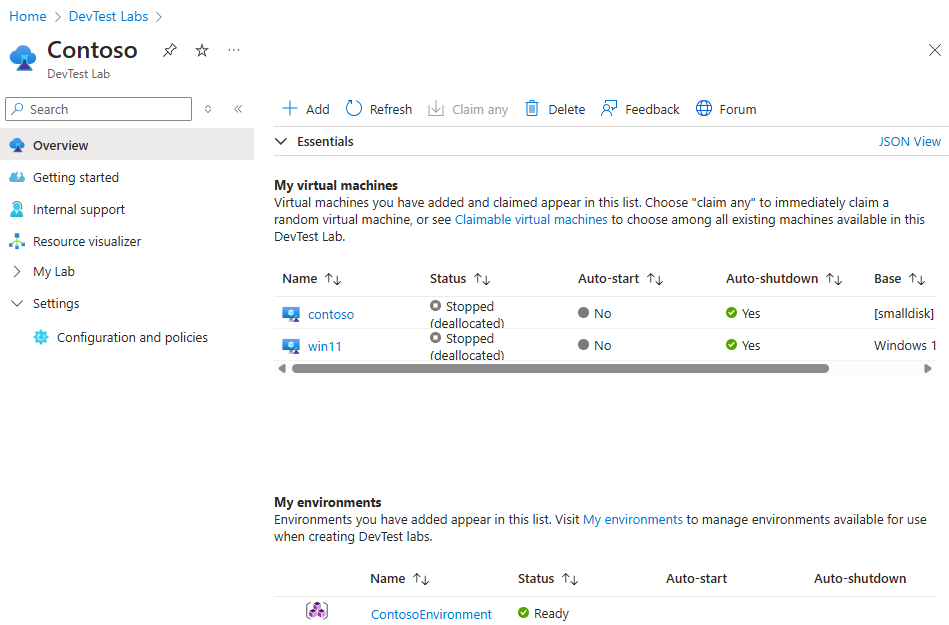 Home > DevTest Labs >
Contoso ...
DevTest Lab
Search
Overview
Getting started
Internal support
Resource visualizer
My Lab
Settings
Configuration and policies
Add Refresh Claim any Delete Feedback Forum
Essentials JSON View
My virtual machines
Virtual machines you have added and claimed appear in this list. Choose "claim any" to immediately claim a
random virtual machine, or see Claimable virtual machines to choose among all existing machines available in this
DevTest Lab.
Name Status Auto-start Auto-shutdown Base
contoso Stopped (deallocated) No Yes [smalldisk]
win11 Stopped (deallocated) No Yes Windows 1
My environments
Environments you have added appear in this list. Visit My environments to manage environments available for use
when creating DevTest labs.
Name Status Auto-start Auto-shutdown
ContosoEnvironment Ready